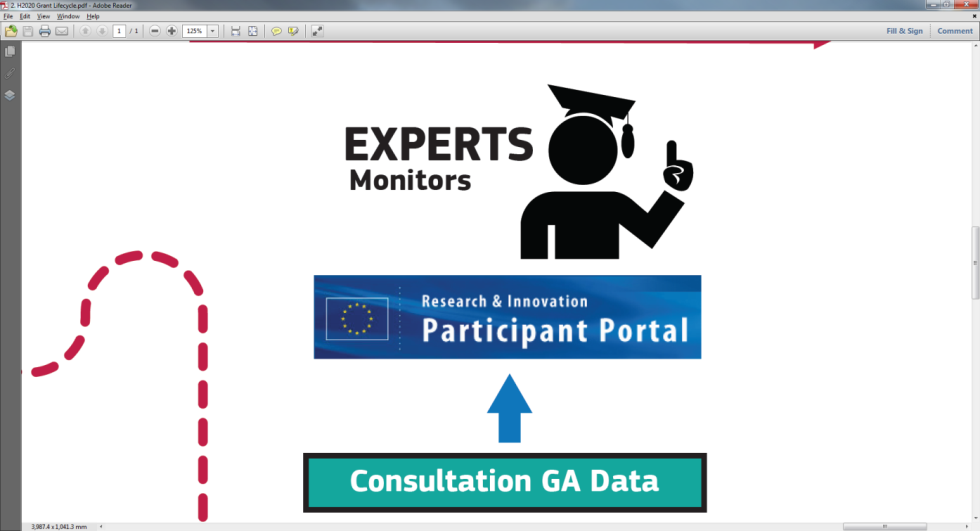 2. H2020 Grant Lifecycle.pdf - Adobe Reader
File Edit View Window Help
1 / 1 125% Fill & Sign Comment
EXPERTS
Monitors
Research & Innovation
Participant Portal
Consultation GA Data
3,987.4 x 1,041.3 mm